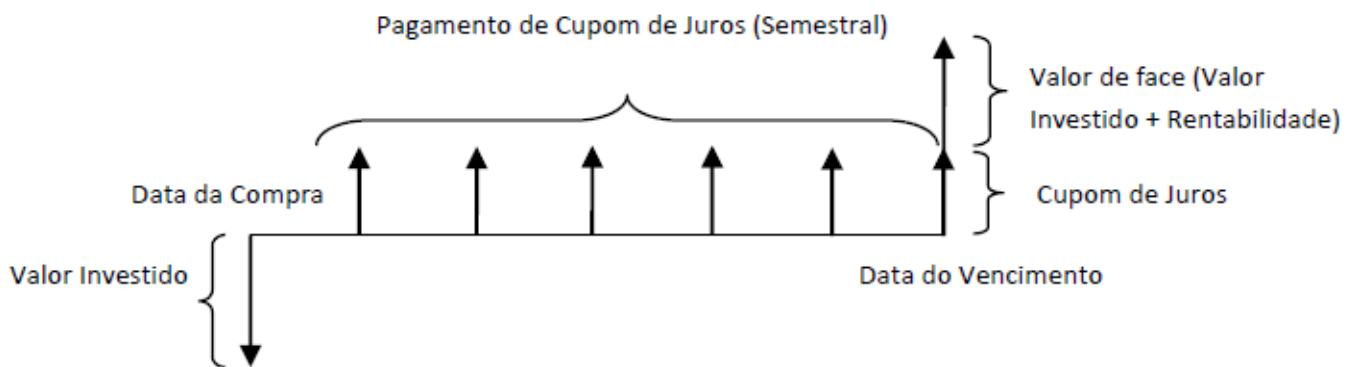 Pagamento de Cupom de Juros (Semestral)
Valor de face (Valor
Investido + Rentabilidade)
Data da Compra
Cupom de Juros
Valor Investido
Data do Vencimento